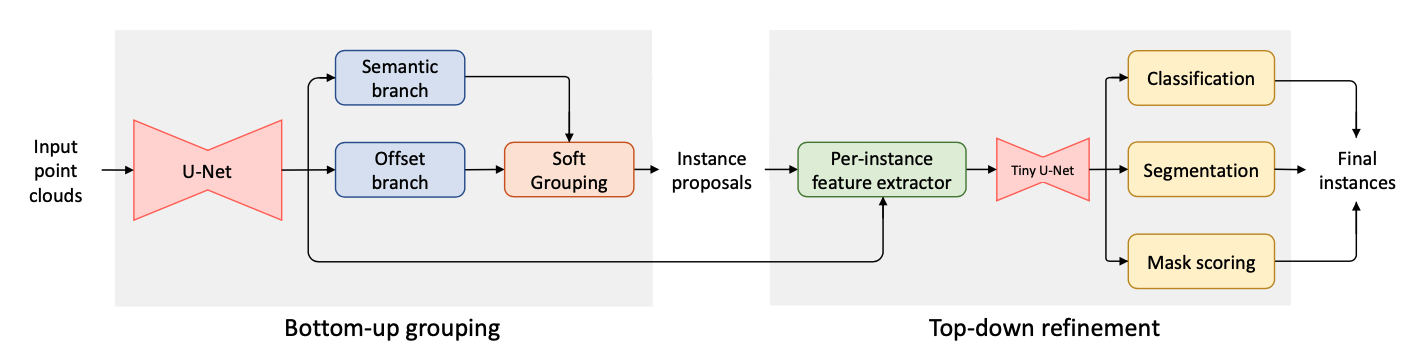 Input
point
clouds
U-Net
Semantic
branch
Offset
branch
Soft
Grouping
Instance
proposals
Per-instance
feature extractor
Tiny U-Net
Classification
Segmentation
Mask scoring
Final
instances
Bottom-up grouping
Top-down refinement